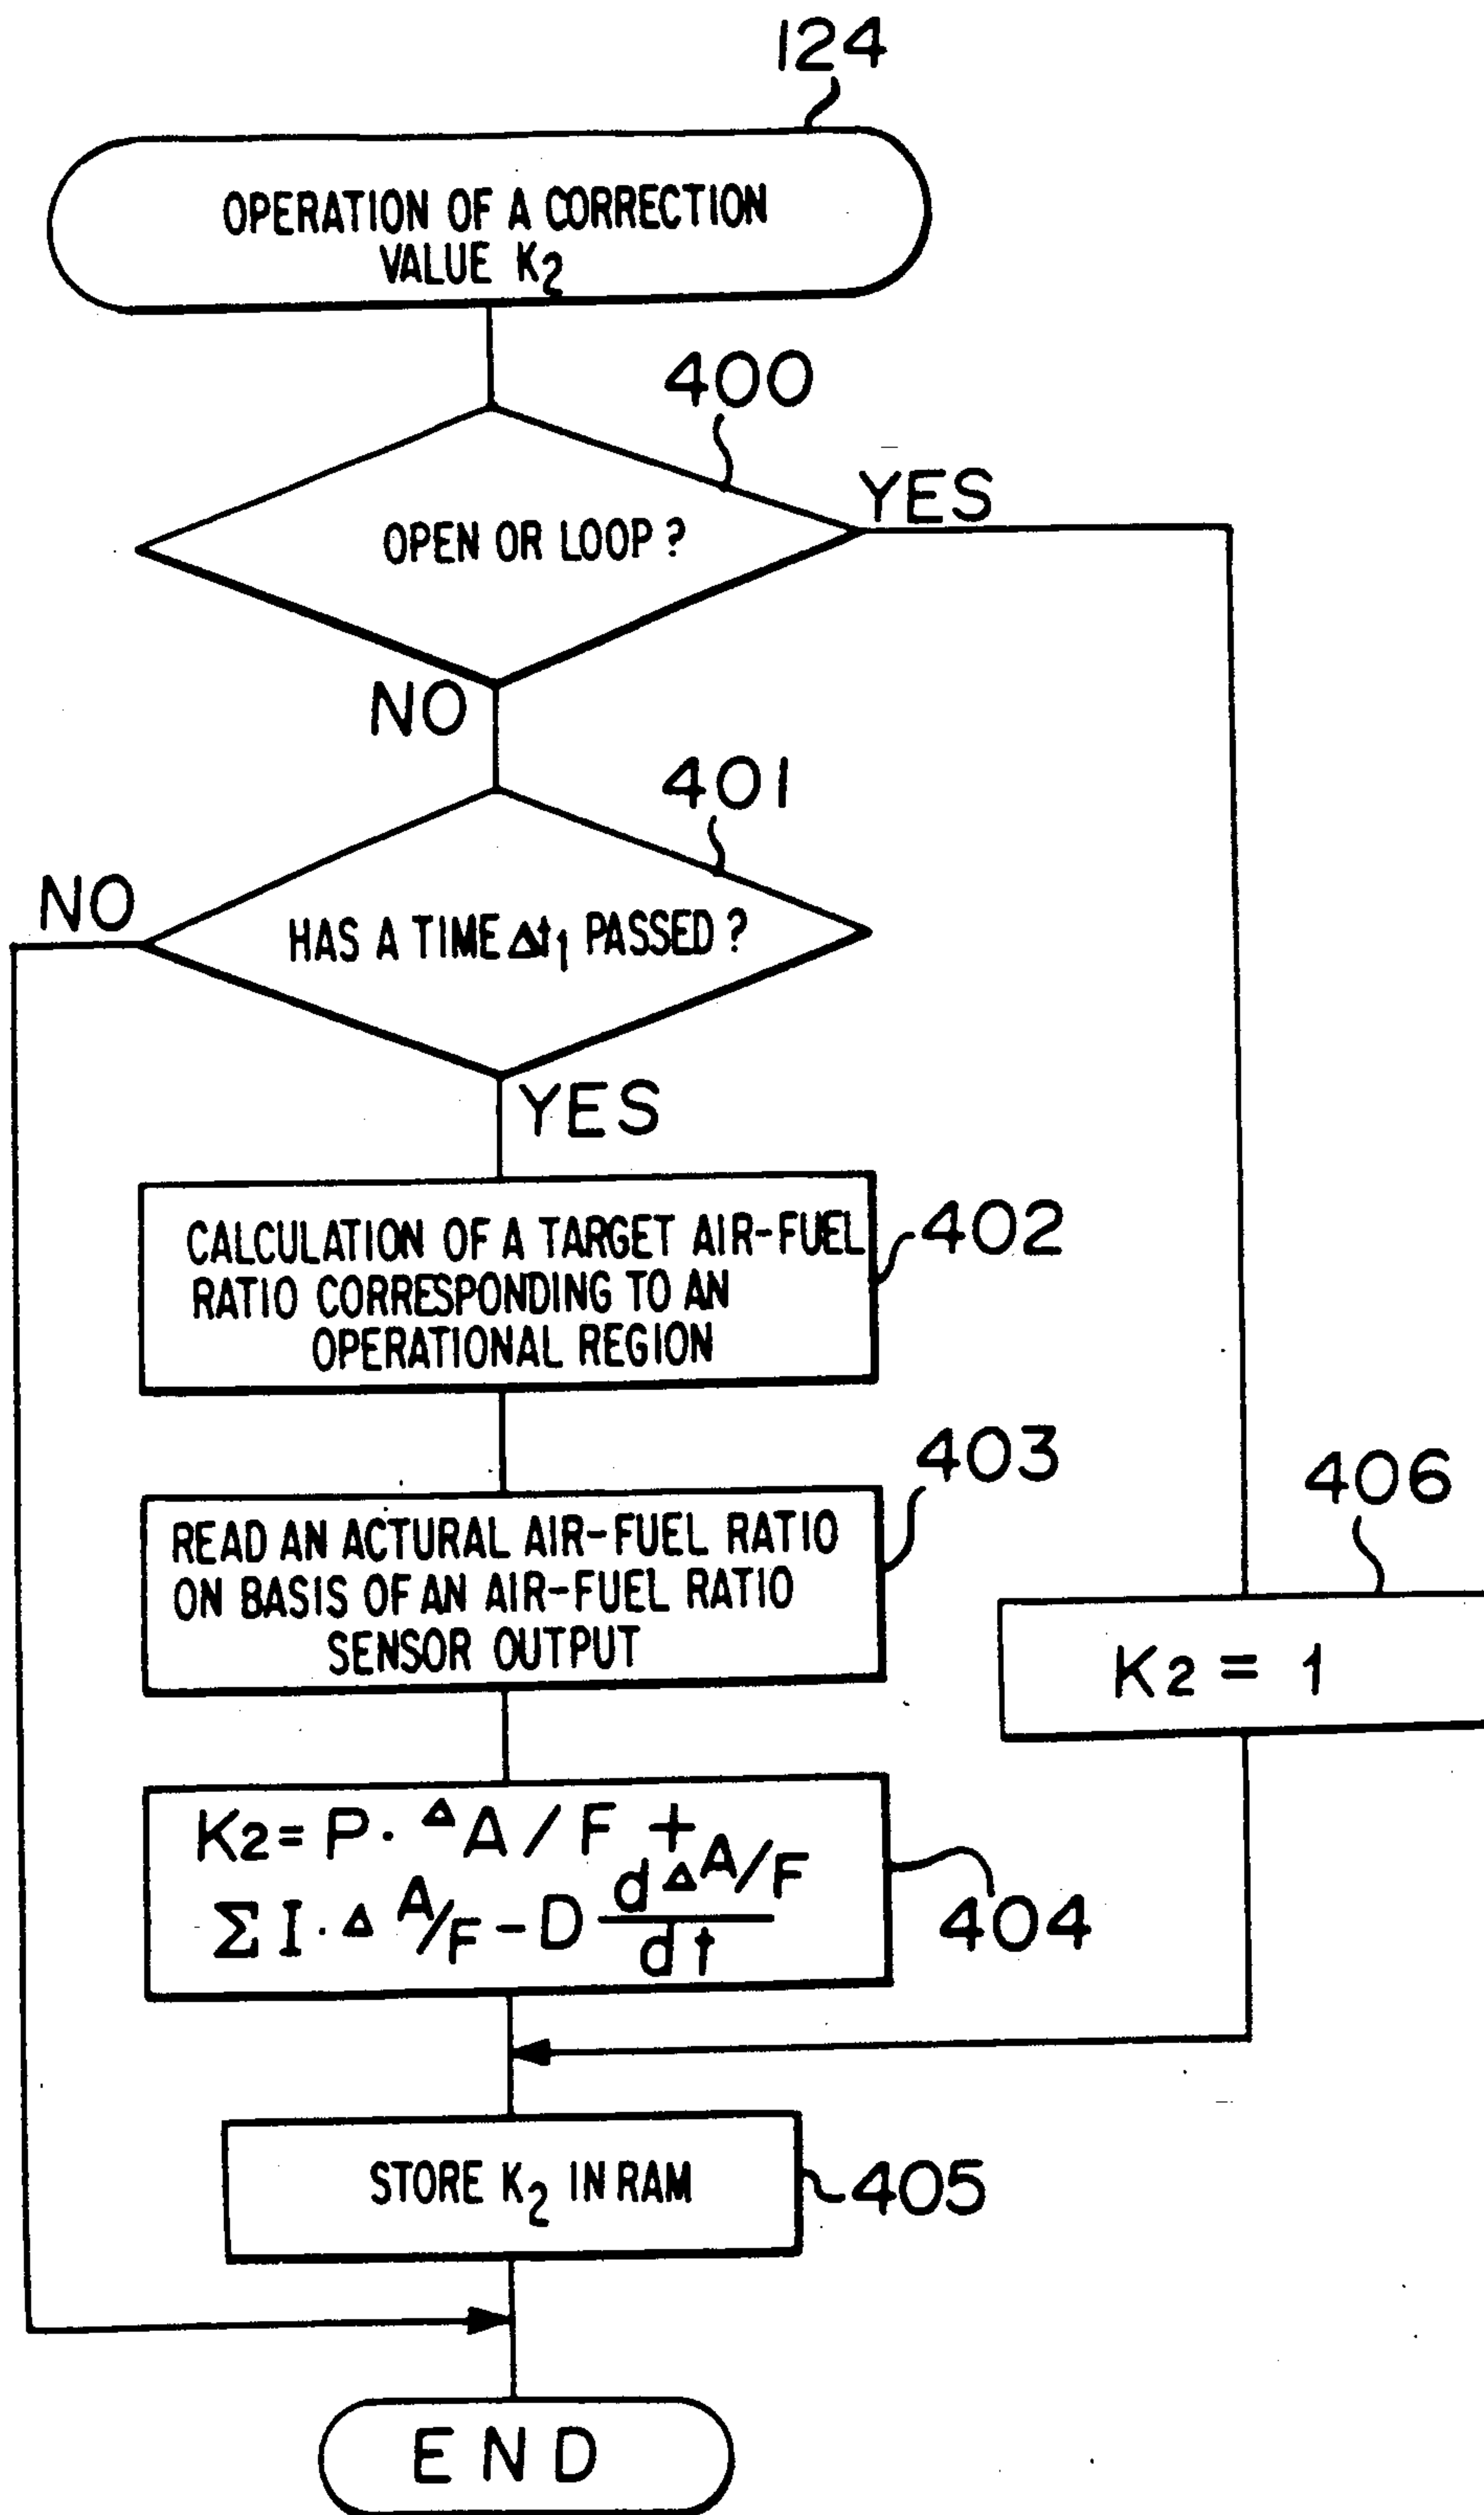 124
OPERATION OF A CORRECTION
VALUE K2
400
OPEN OR LOOP ?
YES
NO
401
NO
HAS A TIME Δt1 PASSED ?
YES
CALCULATION OF A TARGET AIR-FUEL
RATIO CORRESPONDING TO AN
OPERATIONAL REGION
402
403
READ AN ACTURAL AIR-FUEL RATIO
ON BASIS OF AN AIR-FUEL RATIO
SENSOR OUTPUT
406
K2 = 1
K2 = P · ΔA/F +
Σ I · Δ A/F - D dΔA/F / dt
404
STORE K2 IN RAM
405
END